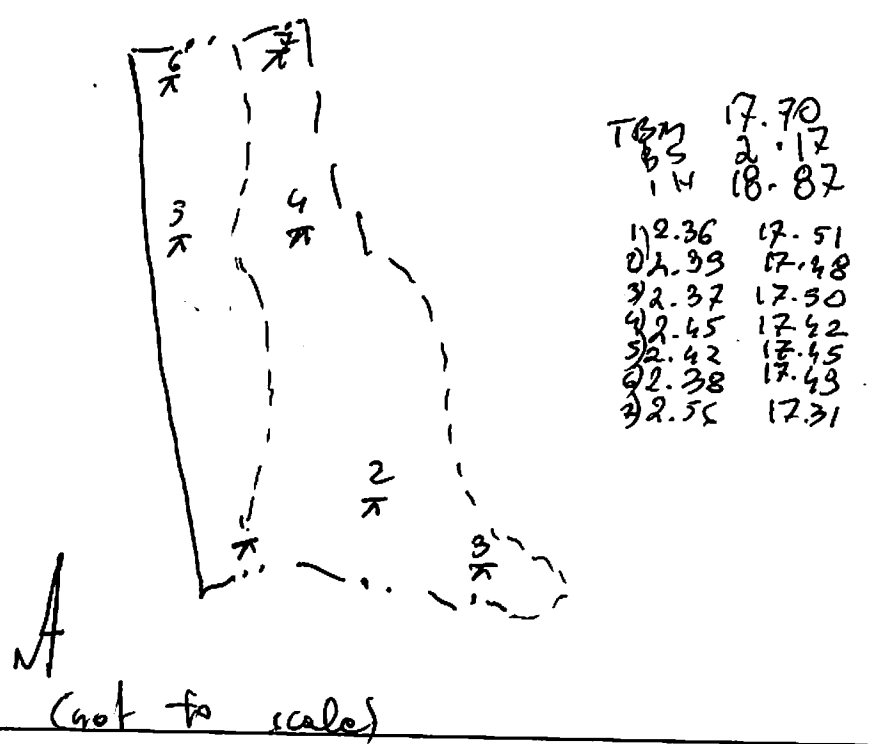 6
⊼
7
⊼
5
⊼
4
⊼
2
⊼
1
⊼
3
⊼
TBM 17.70
BS 2.17
IH 18.87
1) 2.36 17.51
2) 2.39 17.48
3) 2.37 17.50
4) 2.45 17.42
5) 2.42 17.45
6) 2.38 17.49
7) 2.56 17.31
N
(not to scale)